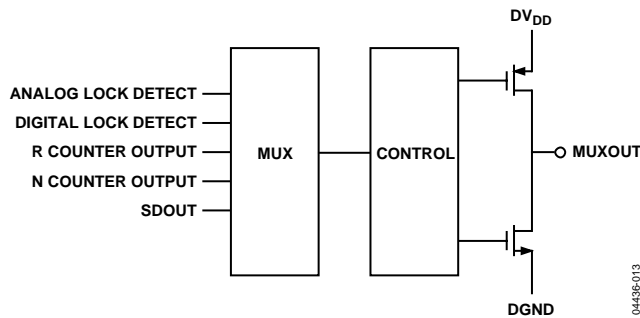 DVDD
ANALOG LOCK DETECT
DIGITAL LOCK DETECT
R COUNTER OUTPUT
N COUNTER OUTPUT
SDOUT
MUX
CONTROL
MUXOUT
DGND
04436-013